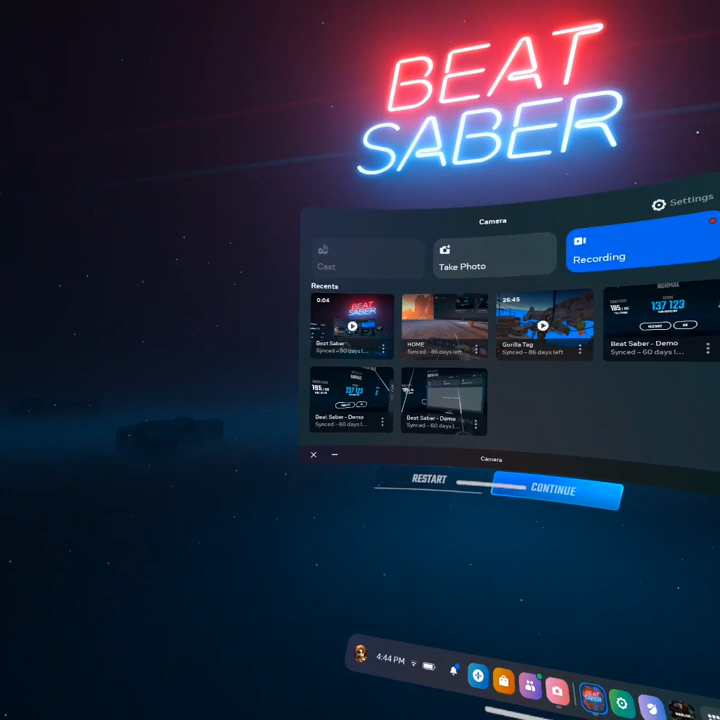 BEAT
SABER
Settings
Camera
Cast
Take Photo
Recording
Recents
0:04
BEAT
SABER
Beat Saber
Synced - 90 days l...
HOME
Synced - 86 days left
26:45
Gorilla Tag
Synced - 86 days left
NORMAL
137 123
Beat Saber - Demo
Synced - 60 days l...
137 123
Beat Saber - Demo
Synced - 60 days l...
Beat Saber - Demo
Synced - 60 days l...
Camera
RESTART
CONTINUE
4:44 PM